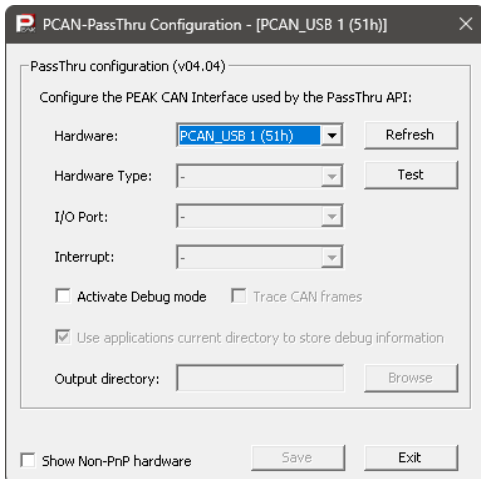 PCAN-PassThru Configuration - [PCAN_USB 1 (51h)]
PassThru configuration (v04.04)
Configure the PEAK CAN Interface used by the PassThru API:
Hardware: PCAN_USB 1 (51h) Refresh
Hardware Type: - Test
I/O Port: -
Interrupt: -
Activate Debug mode Trace CAN frames
Use applications current directory to store debug information
Output directory: Browse
Show Non-PnP hardware Save Exit